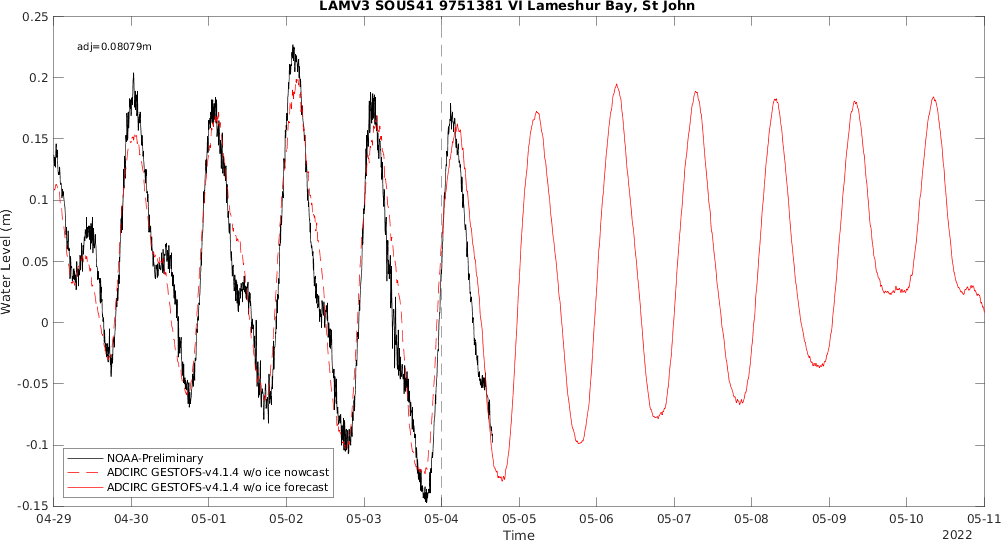 LAMV3 SOUS41 9751381 VI Lameshur Bay, St John
adj=0.08079m
Water Level (m)
0.25
0.2
0.15
0.1
0.05
0
-0.05
-0.1
-0.15
NOAA-Preliminary
ADCIRC GESTOFS-v4.1.4 w/o ice nowcast
ADCIRC GESTOFS-v4.1.4 w/o ice forecast
04-29 04-30 05-01 05-02 05-03 05-04 05-05 05-06 05-07 05-08 05-09 05-10 05-11
Time
2022